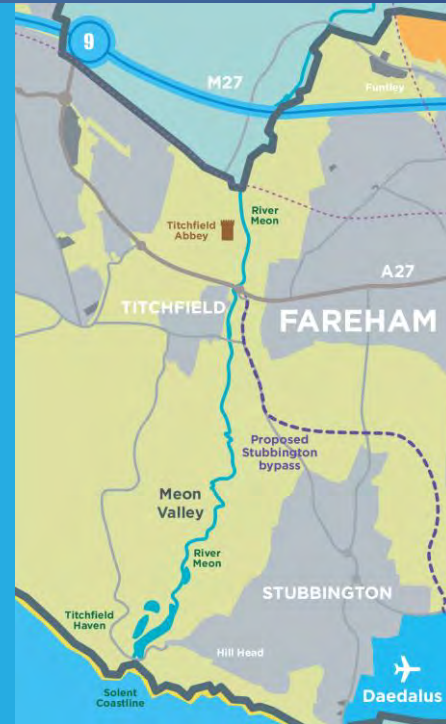 9
M27
Funtley
Titchfield
Abbey
River
Meon
A27
TITCHFIELD
FAREHAM
Proposed
Stubbington
bypass
Meon
Valley
River
Meon
STUBBINGTON
Titchfield
Haven
Hill Head
Solent
Coastline
Daedalus